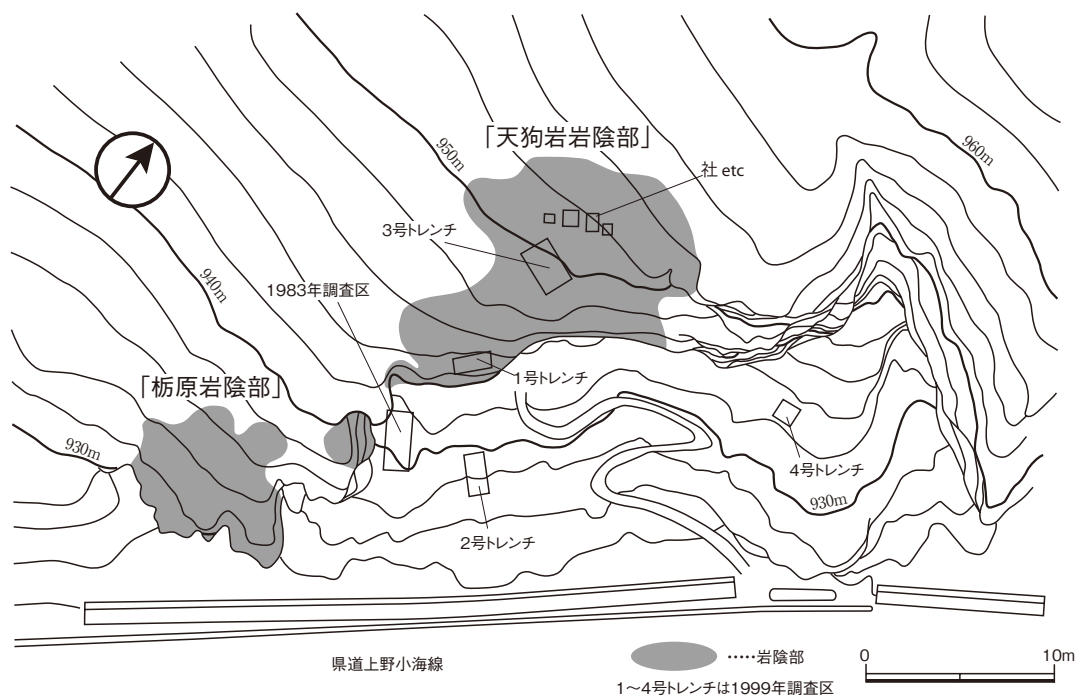 「天狗岩岩陰部」
950m
960m
社 etc
3号トレンチ
940m
1983年調査区
1号トレンチ
「栃原岩陰部」
930m
4号トレンチ
930m
2号トレンチ
県道上野小海線
……岩陰部
0 10m
1〜4号トレンチは1999年調査区